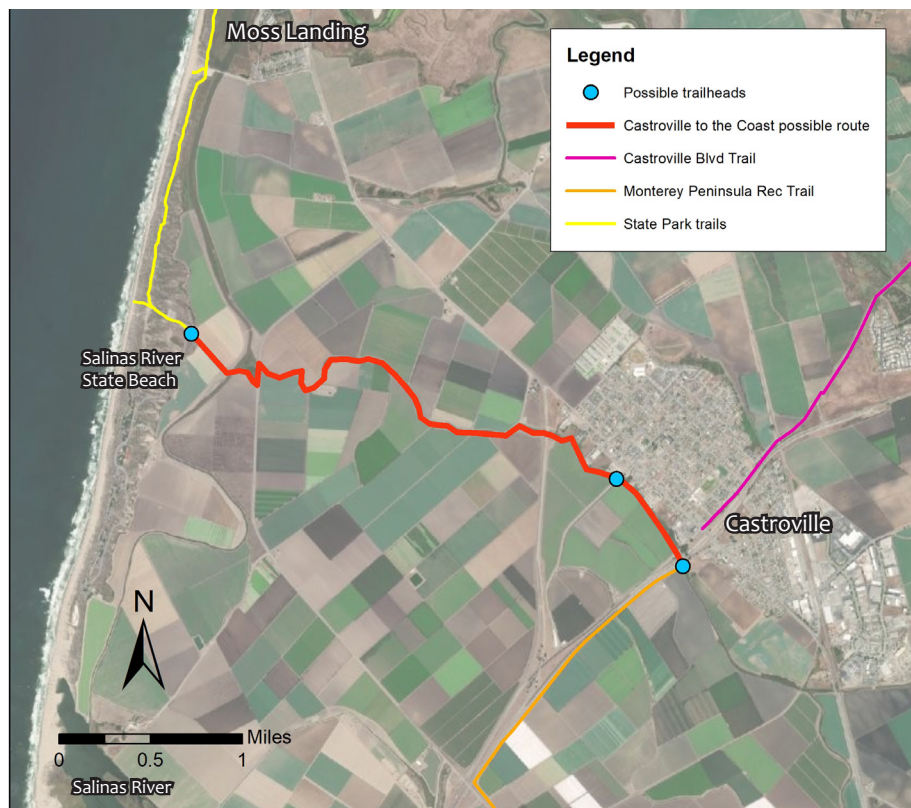 Moss Landing
Legend
Possible trailheads
Castroville to the Coast possible route
Castroville Blvd Trail
Monterey Peninsula Rec Trail
State Park trails
Salinas River
State Beach
Castroville
N
Miles
0 0.5 1
Salinas River